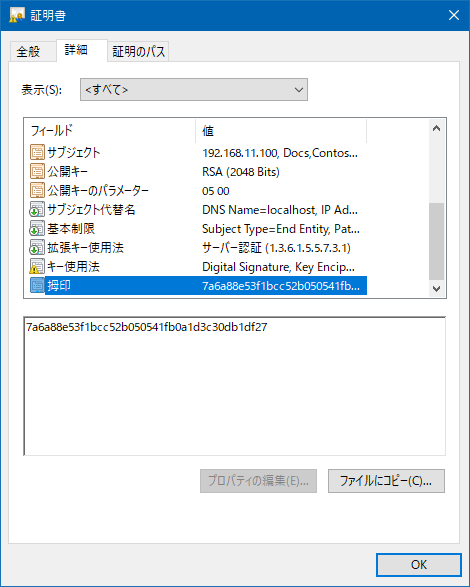 証明書
全般 詳細 証明のパス
表示(S): <すべて>
フィールド 値
サブジェクト 192.168.11.100, Docs,Contos...
公開キー RSA (2048 Bits)
公開キーのパラメーター 05 00
サブジェクト代替名 DNS Name=localhost, IP Ad...
基本制限 Subject Type=End Entity, Pat...
拡張キー使用法 サーバー認証 (1.3.6.1.5.5.7.3.1)
キー使用法 Digital Signature, Key Encip...
拇印 7a6a88e53f1bcc52b050541fb...
7a6a88e53f1bcc52b050541fb0a1d3c30db1df27
プロパティの編集(E)... ファイルにコピー(C)...
OK